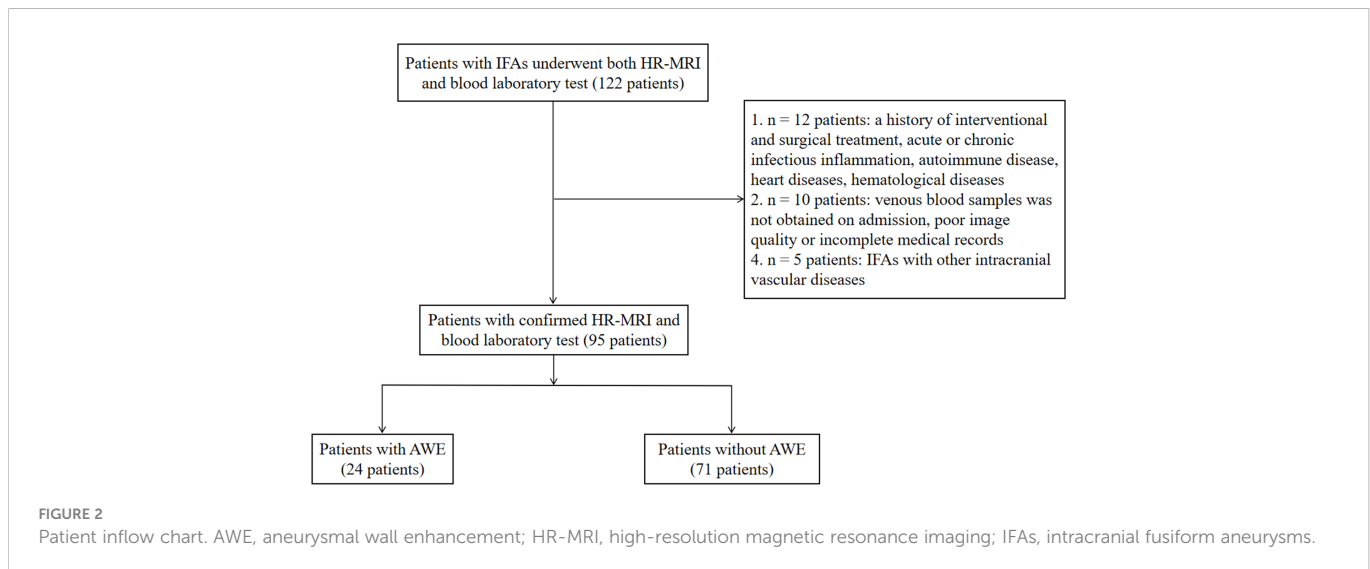 Patients with IFAs underwent both HR-MRI
and blood laboratory test (122 patients)
1. n = 12 patients: a history of interventional
and surgical treatment, acute or chronic
infectious inflammation, autoimmune disease,
heart diseases, hematological diseases
2. n = 10 patients: venous blood samples was
not obtained on admission, poor image
quality or incomplete medical records
4. n = 5 patients: IFAs with other intracranial
vascular diseases
Patients with confirmed HR-MRI and
blood laboratory test (95 patients)
Patients with AWE
(24 patients)
Patients without AWE
(71 patients)
FIGURE 2
Patient inflow chart. AWE, aneurysmal wall enhancement; HR-MRI, high-resolution magnetic resonance imaging; IFAs, intracranial fusiform aneurysms.